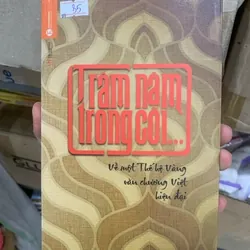 35
Trăm năm
trong cõi...
Về một Thế hệ Vàng
văn chương Việt
hiện đại